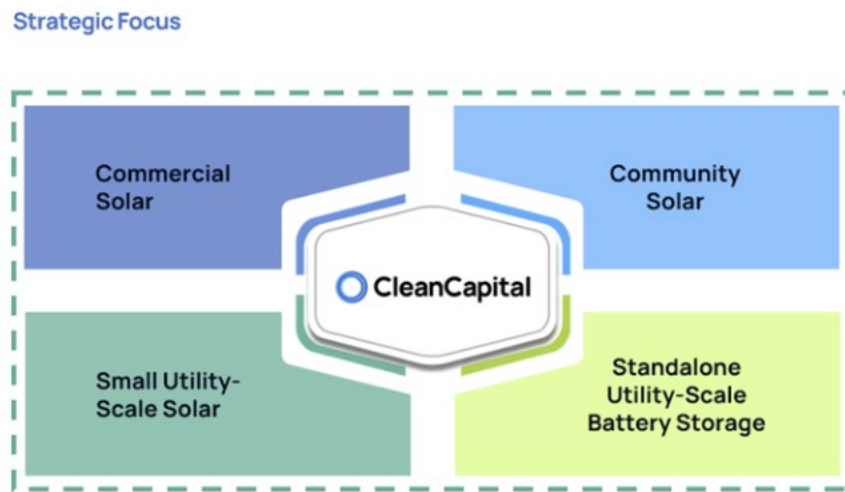 Strategic Focus
Commercial
Solar
Community
Solar
CleanCapital
Small Utility-
Scale Solar
Standalone
Utility-Scale
Battery Storage